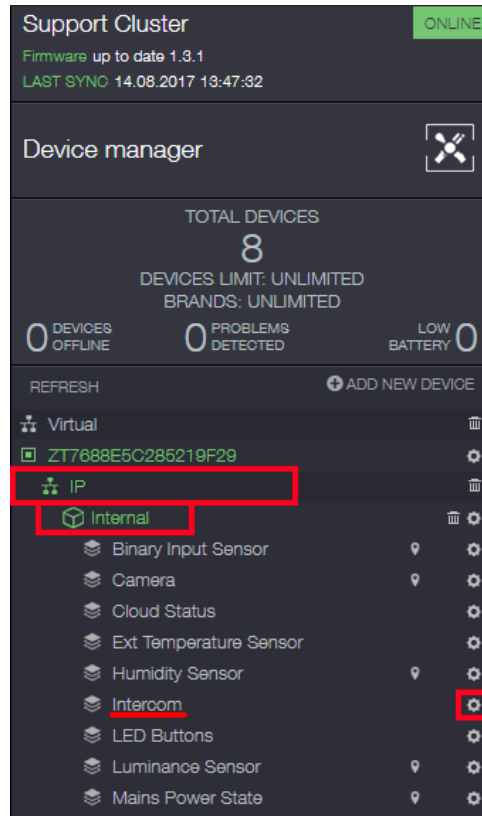 Support Cluster
ONLINE
Firmware up to date 1.3.1
LAST SYNC 14.08.2017 13:47:32
Device manager
TOTAL DEVICES
8
DEVICES LIMIT: UNLIMITED
BRANDS: UNLIMITED
0 DEVICES OFFLINE
0 PROBLEMS DETECTED
LOW BATTERY 0
REFRESH
ADD NEW DEVICE
Virtual
ZT7688E5C285219F29
IP
Internal
Binary Input Sensor
Camera
Cloud Status
Ext Temperature Sensor
Humidity Sensor
Intercom
LED Buttons
Luminance Sensor
Mains Power State